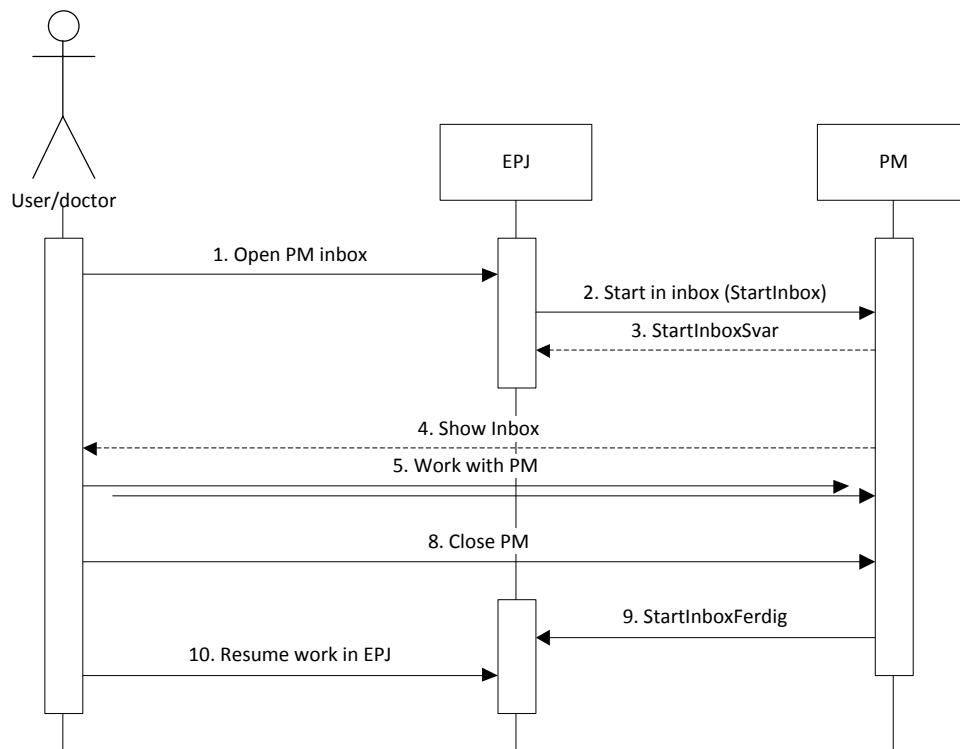 EPJ
PM
User/doctor
1. Open PM inbox
2. Start in inbox (StartInbox)
3. StartInboxSvar
4. Show Inbox
5. Work with PM
8. Close PM
9. StartInboxFerdig
10. Resume work in EPJ